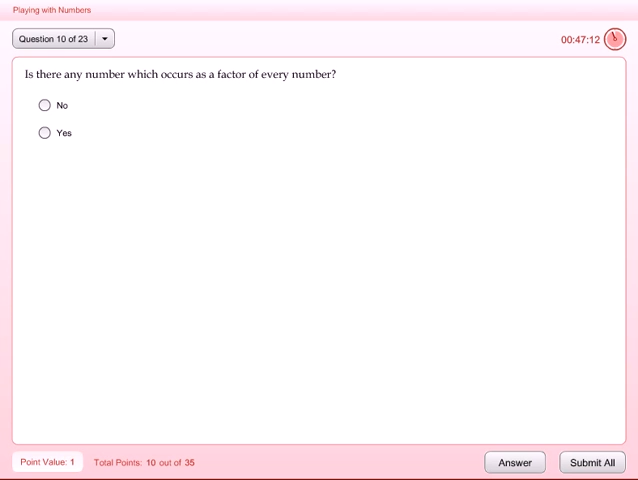 Playing with Numbers
Question 10 of 23
00:47:12
Is there any number which occurs as a factor of every number?
No
Yes
Point Value: 1
Total Points: 10 out of 35
Answer
Submit All